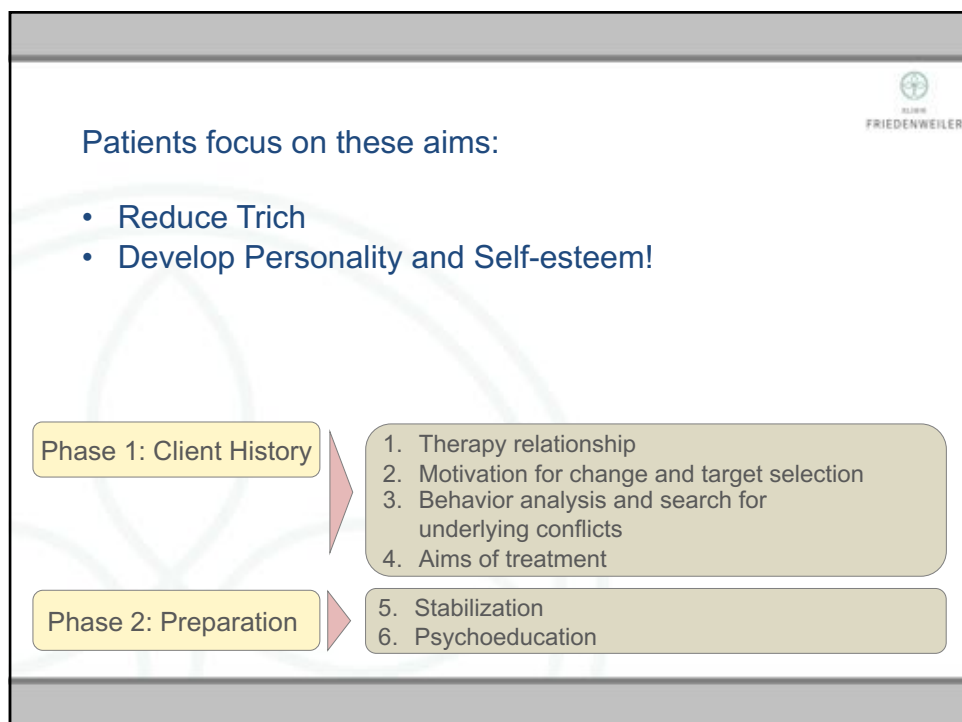 KLINIK
FRIEDENWEILER
Patients focus on these aims:
• Reduce Trich
• Develop Personality and Self-esteem!
Phase 1: Client History
1. Therapy relationship
2. Motivation for change and target selection
3. Behavior analysis and search for
underlying conflicts
4. Aims of treatment
Phase 2: Preparation
5. Stabilization
6. Psychoeducation